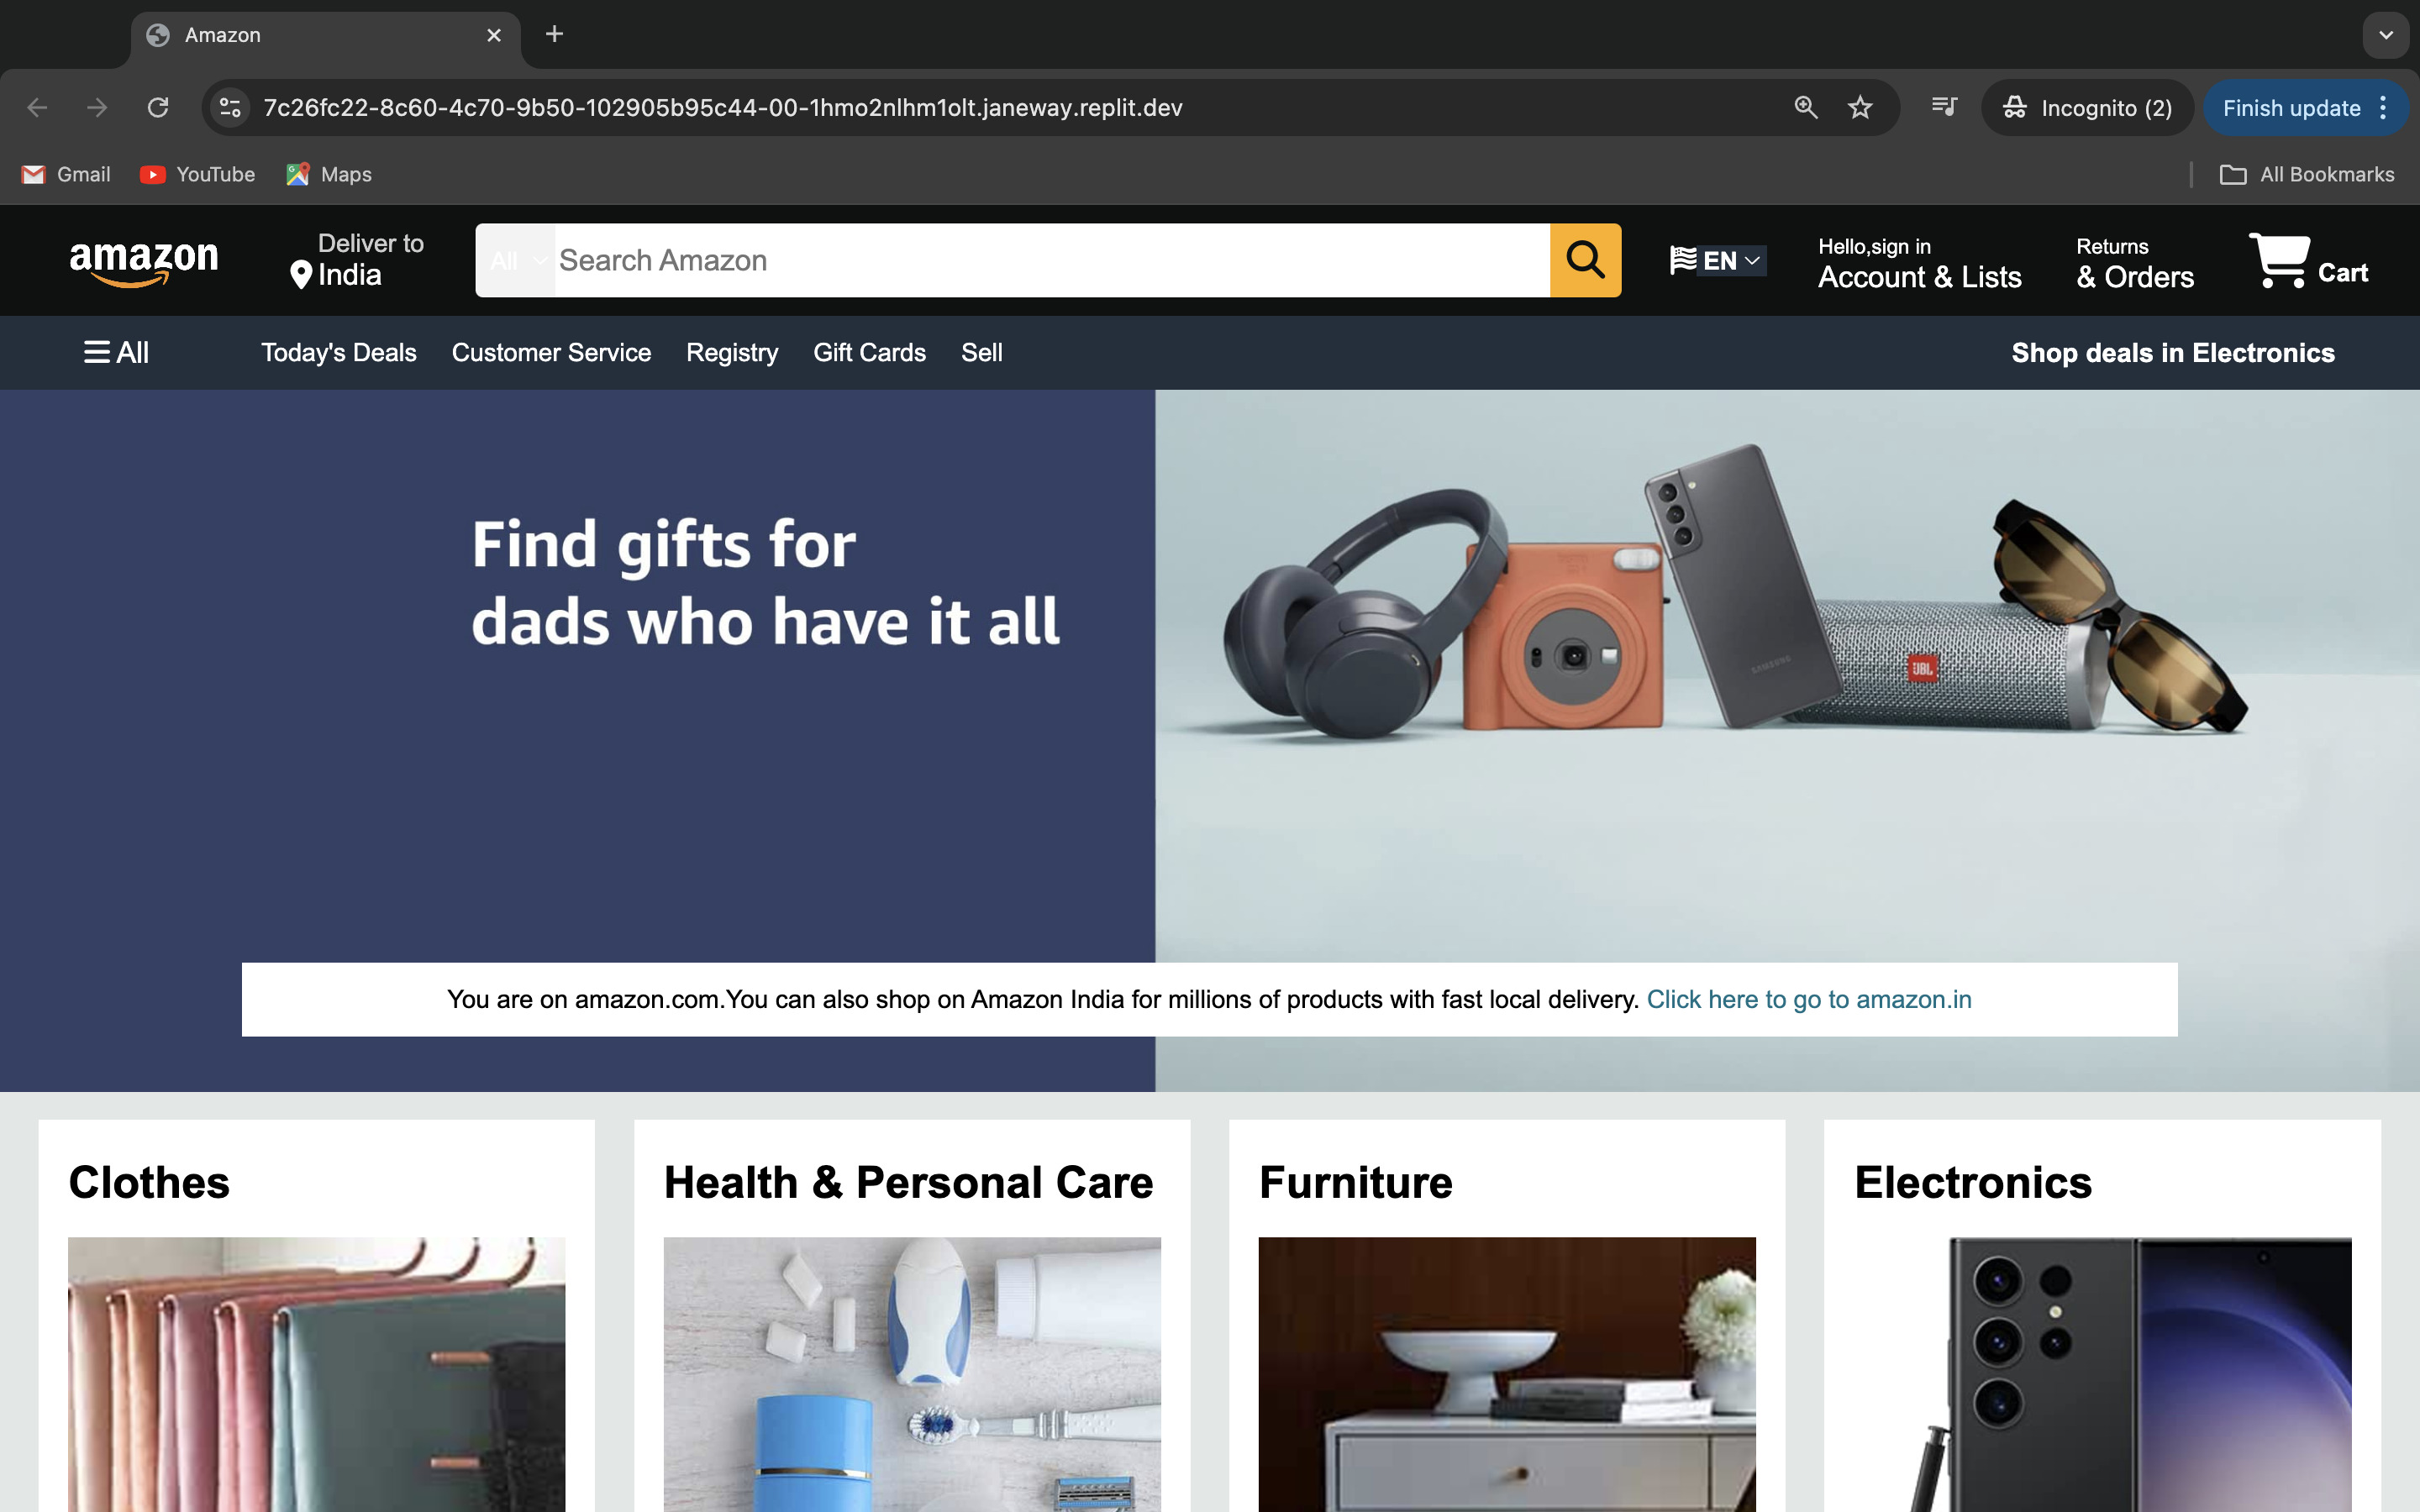 Amazon
7c26fc22-8c60-4c70-9b50-102905b95c44-00-1hmo2nlhm1olt.janeway.replit.dev
Incognito (2)
Finish update
Gmail
YouTube
Maps
All Bookmarks
amazon
Deliver to
India
All
Search Amazon
EN
Hello,sign in
Account & Lists
Returns
& Orders
Cart
All
Today's Deals
Customer Service
Registry
Gift Cards
Sell
Shop deals in Electronics
Find gifts for
dads who have it all
SAMSUNG
JBL
You are on amazon.com.You can also shop on Amazon India for millions of products with fast local delivery. Click here to go to amazon.in
Clothes
Health & Personal Care
Furniture
Electronics